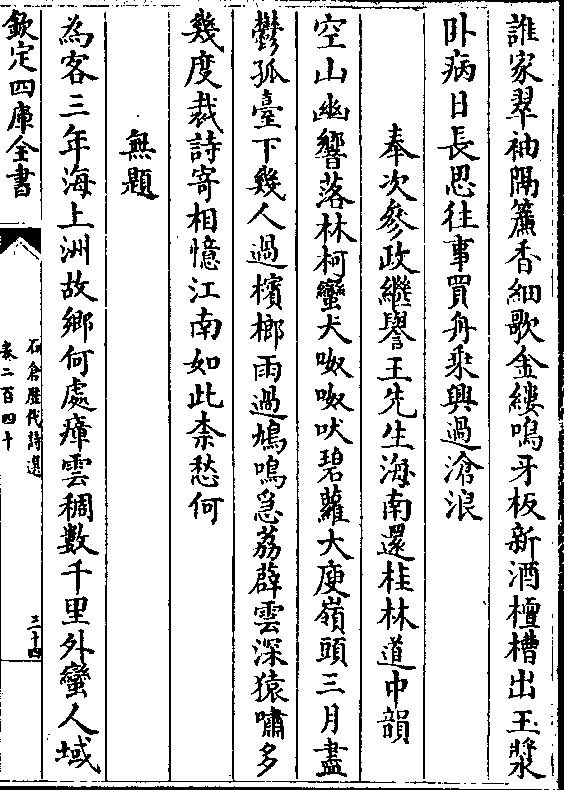 誰家翠袖隔簾香細歌金縷鳴牙板新酒檀槽出玉漿
卧病日長思往事買舟乘興過滄浪
奉次參政繼譽王先生海南還桂林道中韻
空山幽響落林柯蠻犬呶呶吠碧蘿大庾嶺頭三月盡
鬱孤臺下幾人過檳榔雨過鳩鳴急荔薜雲深猿嘯多
幾度裁詩寄相憶江南如此柰愁何
無題
為客三年海上洲故鄉何處瘴雲稠數千里外蠻人域
欽定四庫全書
石倉歷代詩選
卷二百四十
三十四